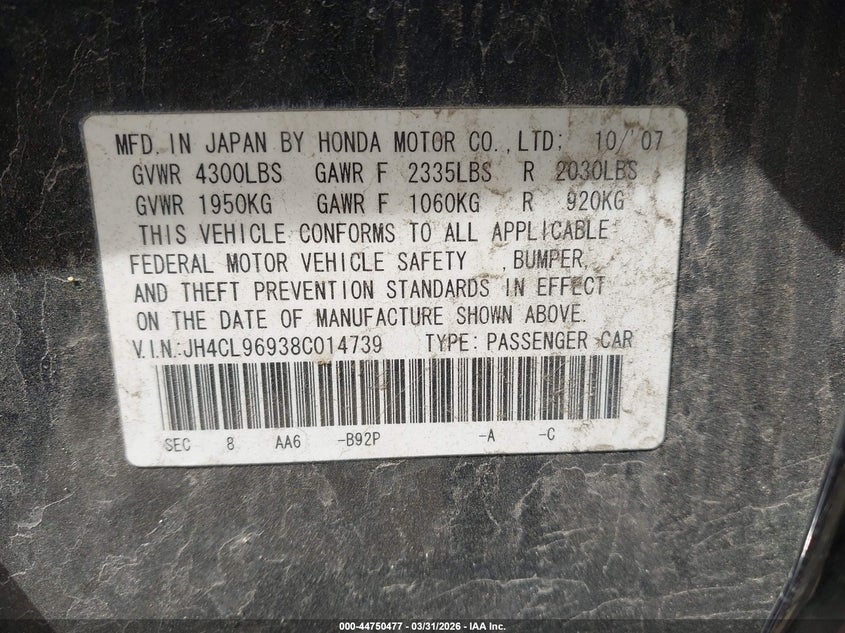 MFD. IN JAPAN BY HONDA MOTOR CO., LTD: 10/'07
GVWR 4300LBS GAWR F 2335LBS R 2030LBS
GVWR 1950KG GAWR F 1060KG R 920KG
THIS VEHICLE CONFORMS TO ALL APPLICABLE
FEDERAL MOTOR VEHICLE SAFETY , BUMPER,
AND THEFT PREVENTION STANDARDS IN EFFECT
ON THE DATE OF MANUFACTURE SHOWN ABOVE.
V.I.N.:JH4CL96938C014739 TYPE: PASSENGER CAR
SEC 8 AA6 -B92P -A -C
000-44750477 - 03/31/2026 - IAA Inc.